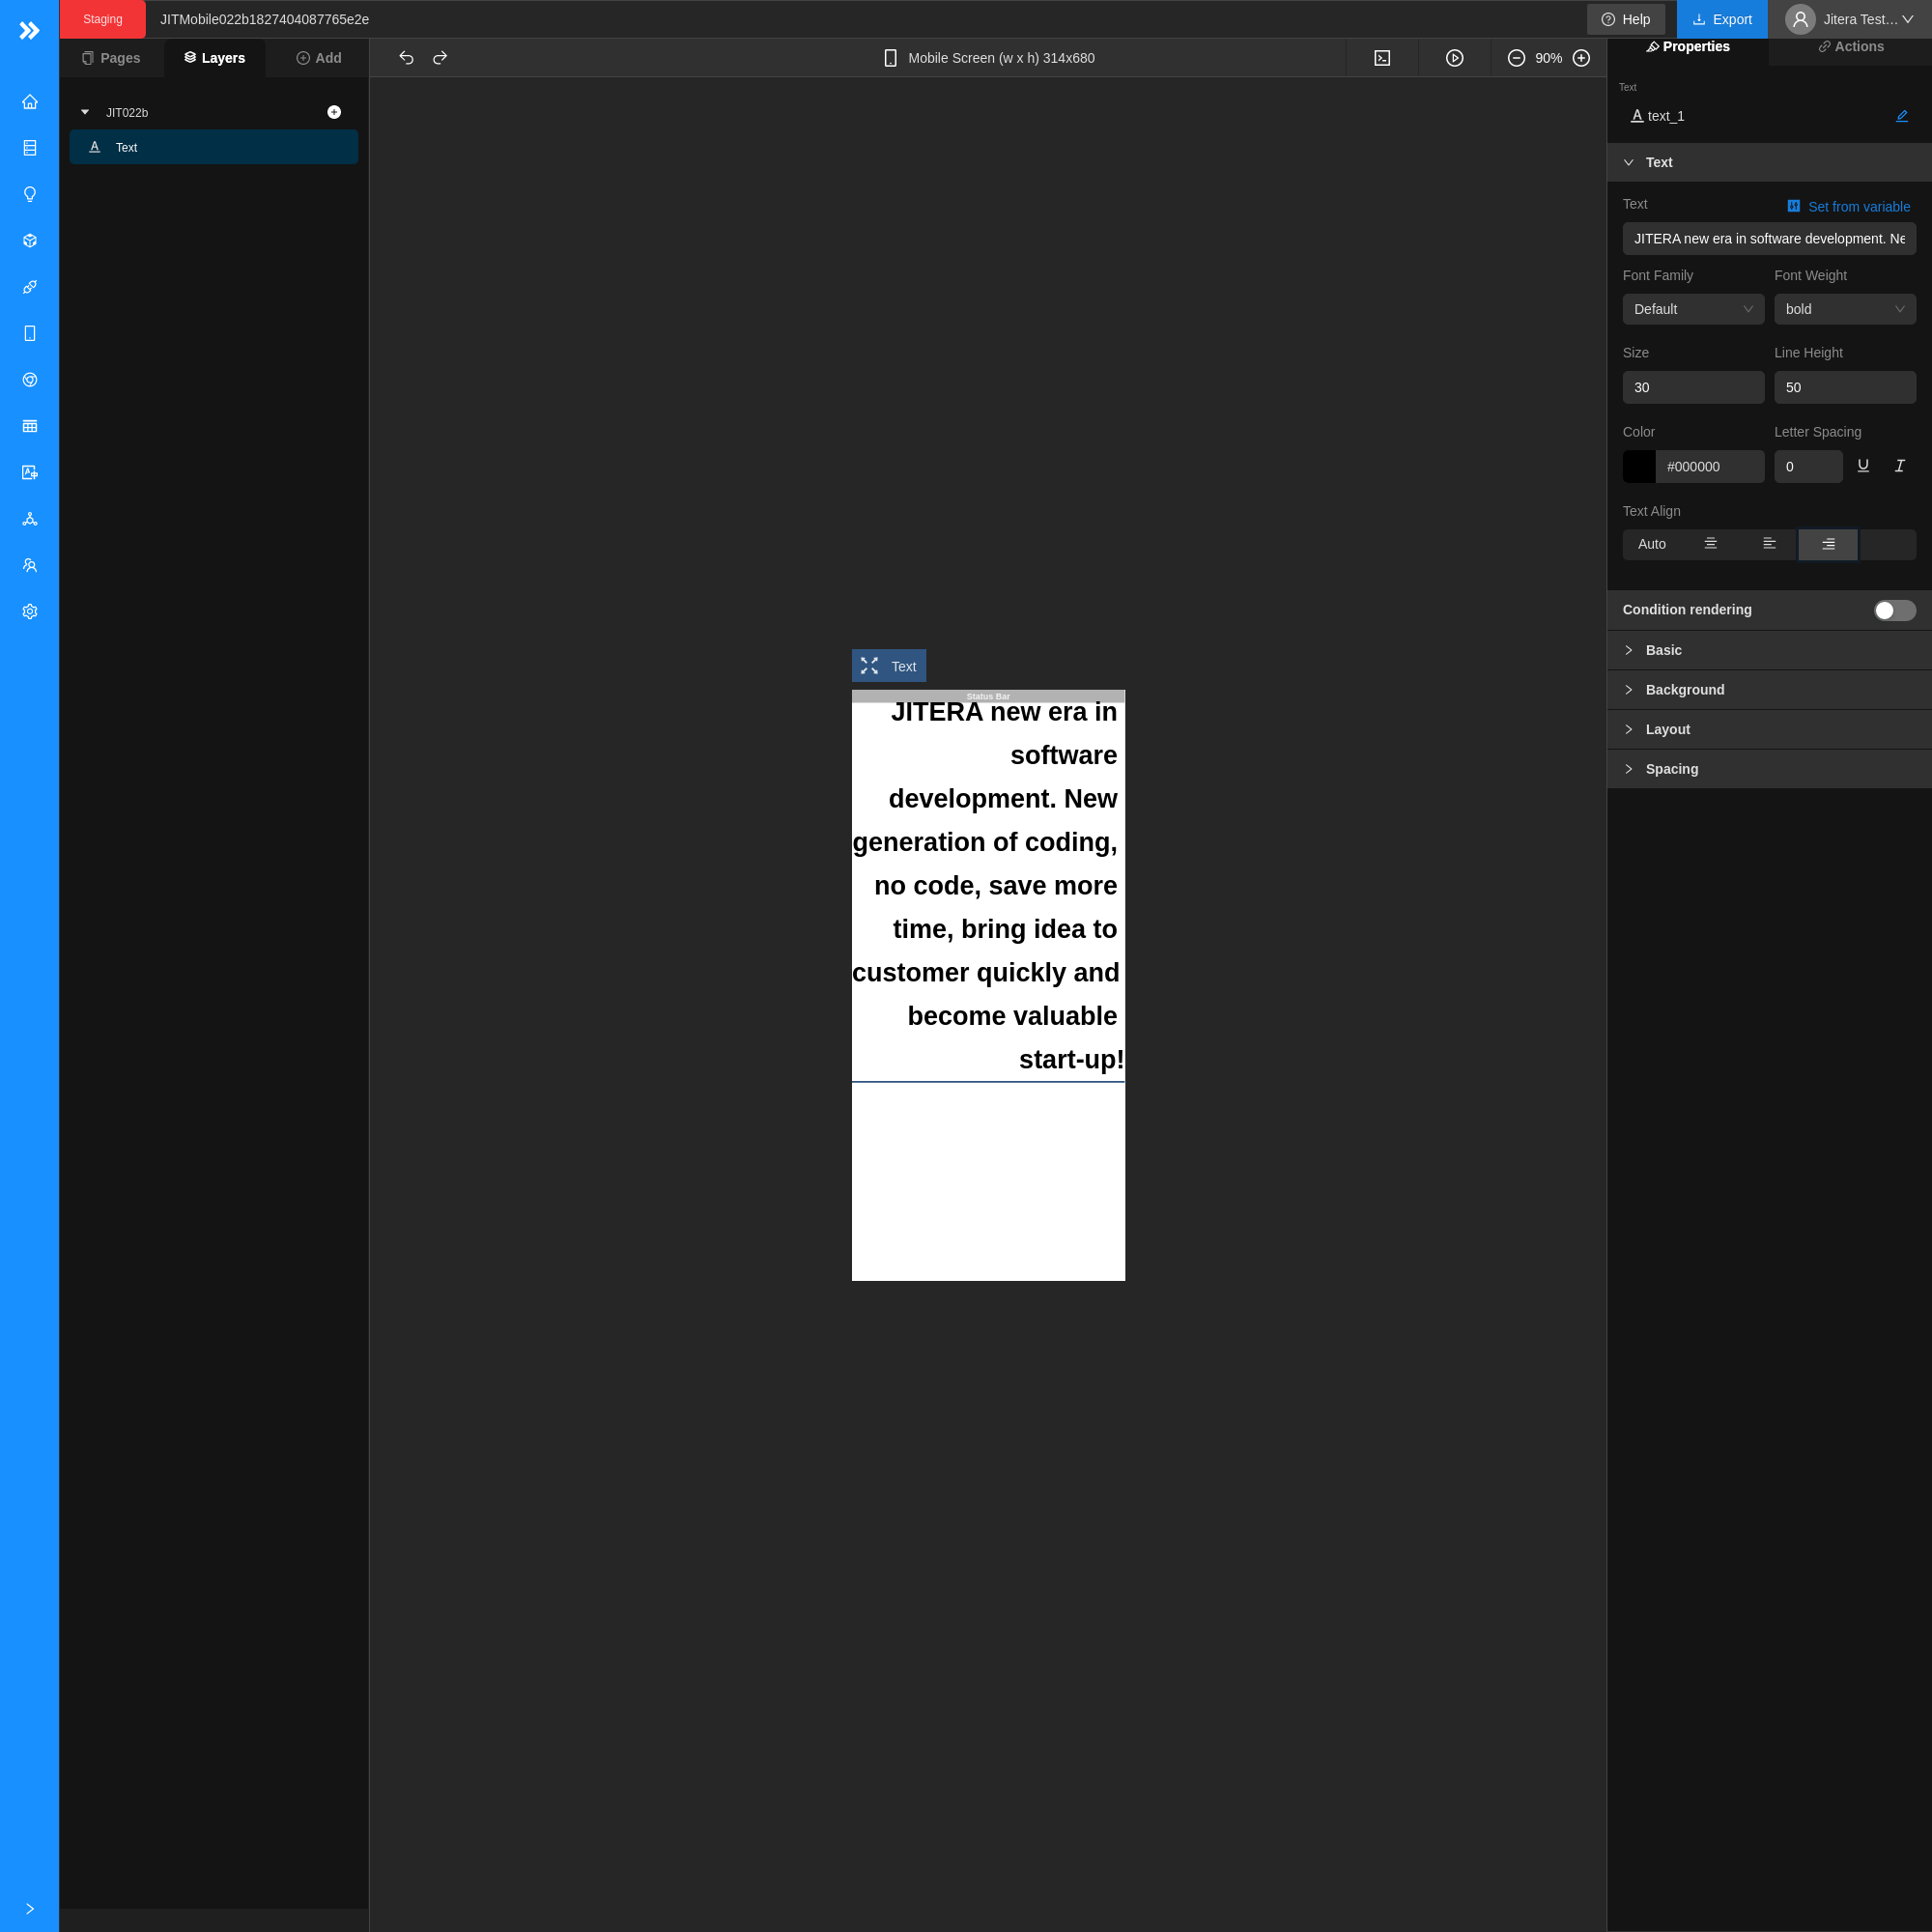 Staging
JITMobile022b1827404087765e2e
Help
Export
Jitera Test...
Pages
Layers
Add
Mobile Screen (w x h) 314x680
90%
Properties
Actions
JIT022b
Text
Text
text_1
Text
Text
Set from variable
JITERA new era in software development. Ne
Font Family
Font Weight
Default
bold
Size
Line Height
30
50
Color
Letter Spacing
#000000
0
Text Align
Auto
Condition rendering
Basic
Background
Layout
Spacing
Text
Status Bar
JITERA new era in
software
development. New
generation of coding,
no code, save more
time, bring idea to
customer quickly and
become valuable
start-up!